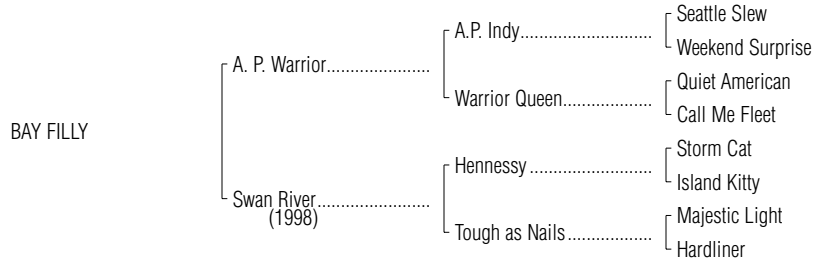 Seattle Slew
A.P. Indy
Weekend Surprise
A. P. Warrior
Quiet American
Warrior Queen
Call Me Fleet
BAY FILLY
Storm Cat
Hennessy
Island Kitty
Swan River
(1998)
Majestic Light
Tough as Nails
Hardliner